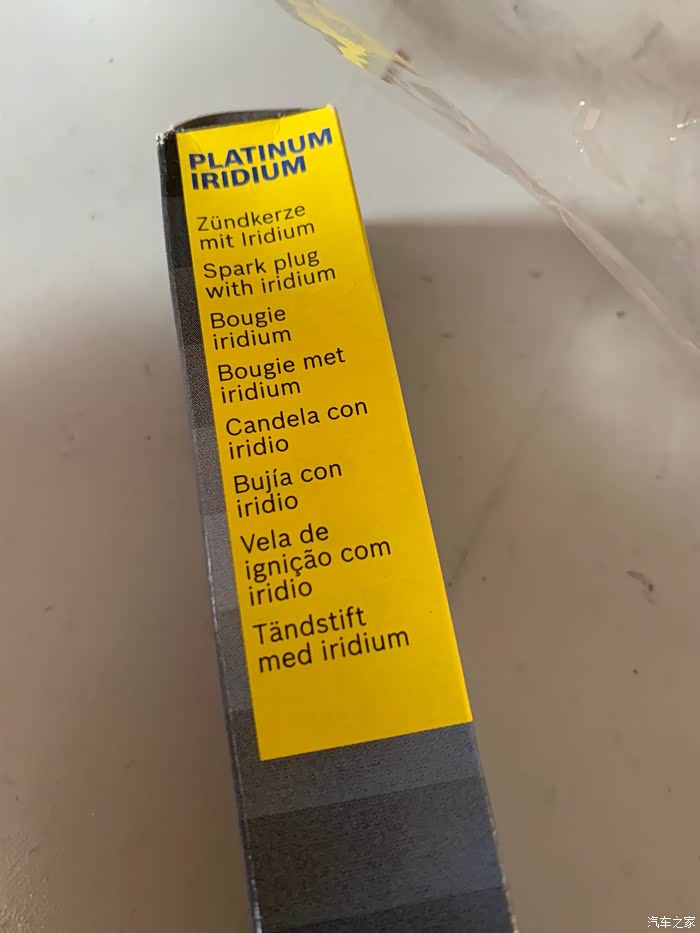 PLATINUM
IRIDIUM
Zündkerze
mit Iridium
Spark plug
with iridium
Bougie
iridium
Bougie met
iridium
Candela con
iridio
Bujía con
iridio
Vela de
ignição com
iridio
Tändstift
med iridium
汽车之家